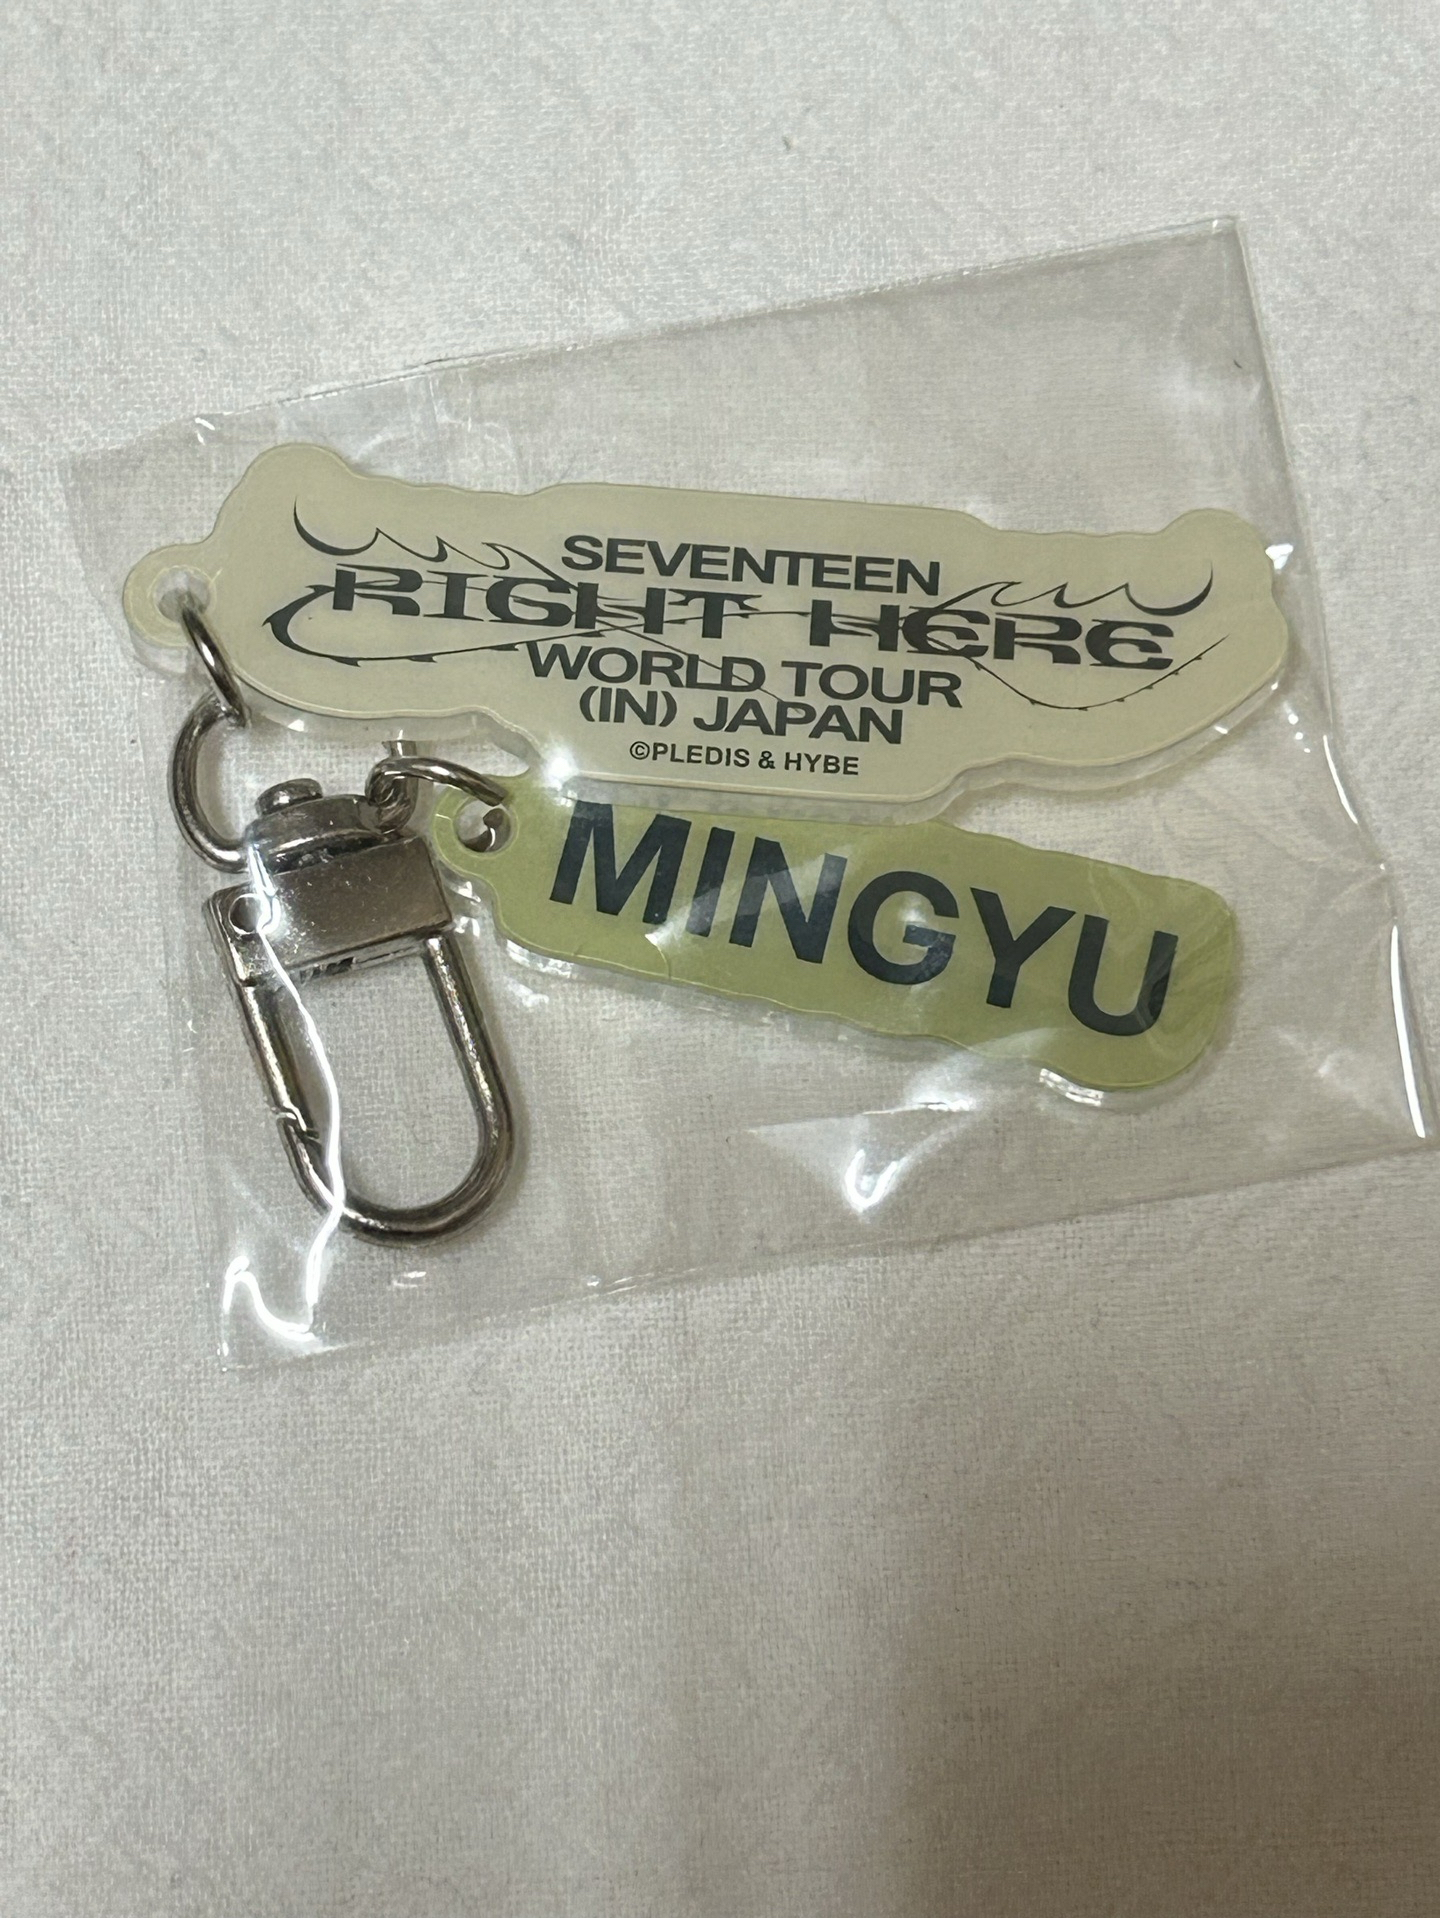 SEVENTEEN
RIGHT HERE
WORLD TOUR
(IN) JAPAN
©PLEDIS & HYBE
MINGYU